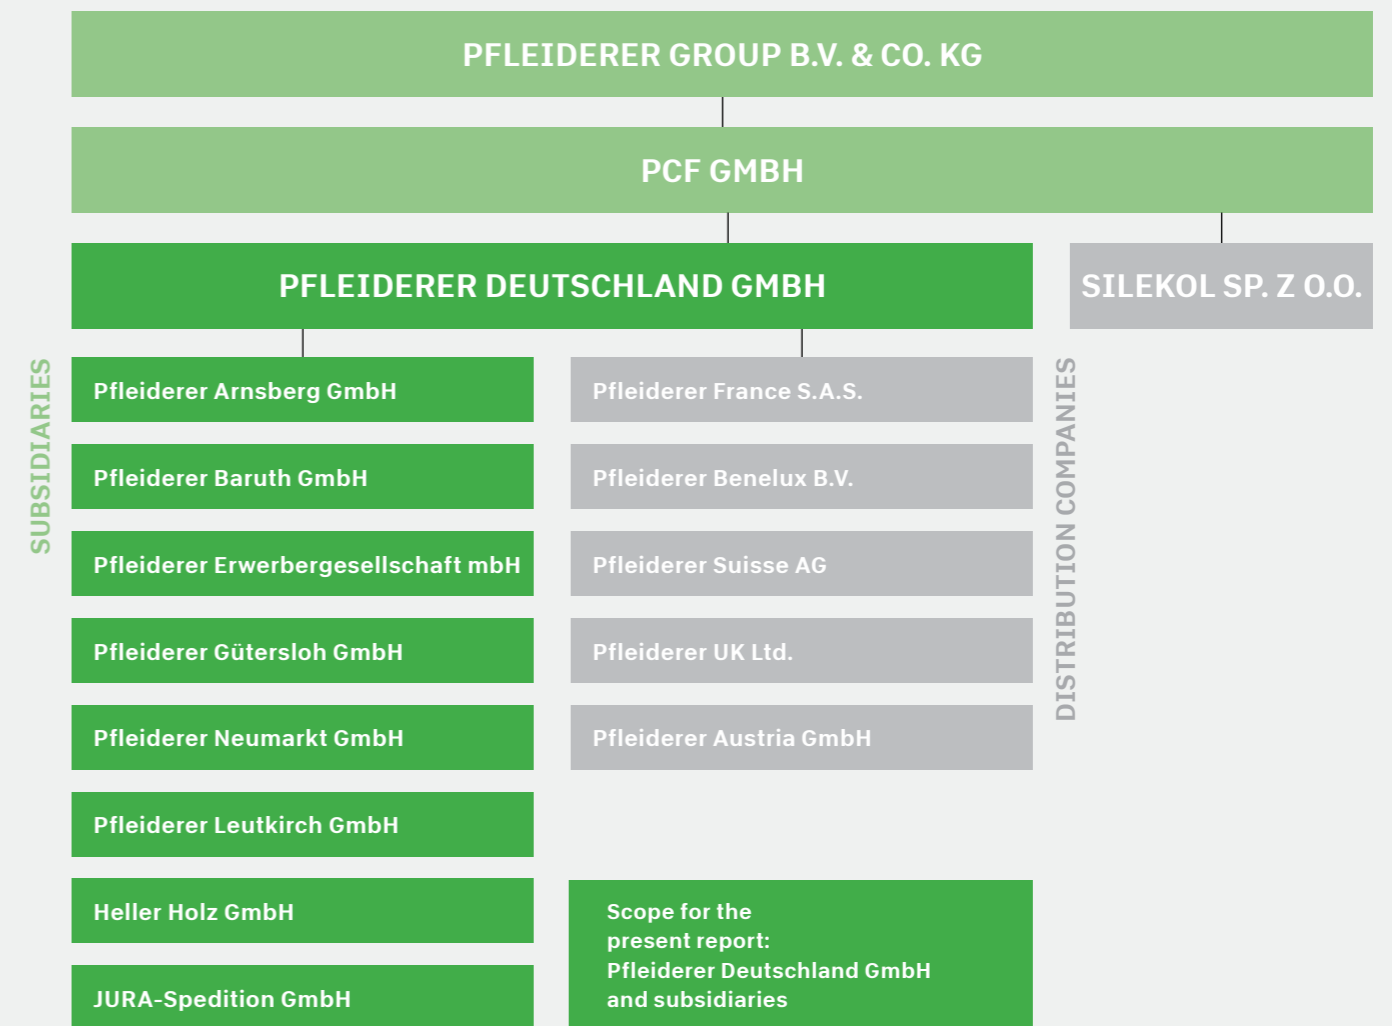 PFLEIDERER GROUP B.V. & CO. KG
PCF GMBH
PFLEIDERER DEUTSCHLAND GMBH
SILEKOL SP. Z O.O.
SUBSIDIARIES
Pfleiderer Arnsberg GmbH
Pfleiderer Baruth GmbH
Pfleiderer Erwerbergesellschaft mbH
Pfleiderer Gütersloh GmbH
Pfleiderer Neumarkt GmbH
Pfleiderer Leutkirch GmbH
Heller Holz GmbH
JURA-Spedition GmbH
Pfleiderer France S.A.S.
Pfleiderer Benelux B.V.
Pfleiderer Suisse AG
Pfleiderer UK Ltd.
Pfleiderer Austria GmbH
DISTRIBUTION COMPANIES
Scope for the
present report:
Pfleiderer Deutschland GmbH
and subsidiaries